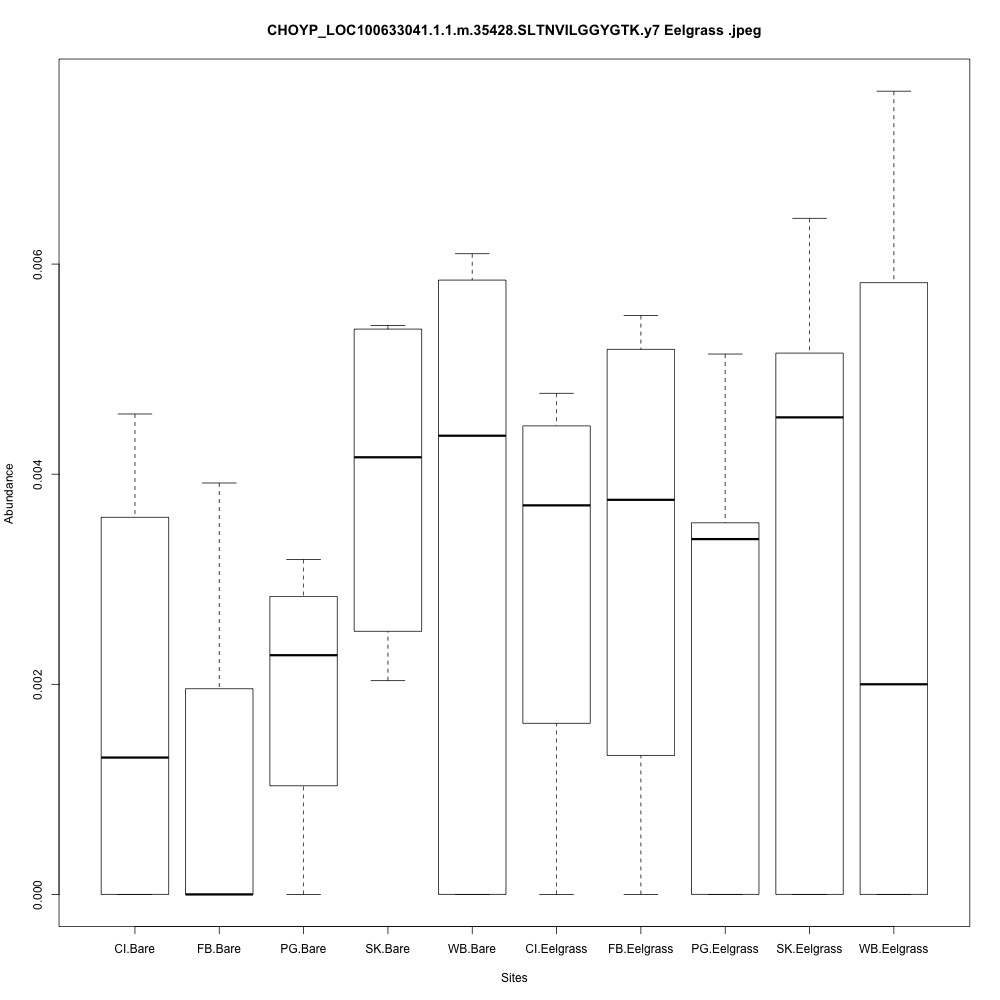 CHOYP_LOC100633041.1.1.m.35428.SLTNVILGGYGTK.y7 Eelgrass .jpeg
Abundance
0.006
0.004
0.002
0.000
CI.Bare FB.Bare PG.Bare SK.Bare WB.Bare CI.Eelgrass FB.Eelgrass PG.Eelgrass SK.Eelgrass WB.Eelgrass
Sites